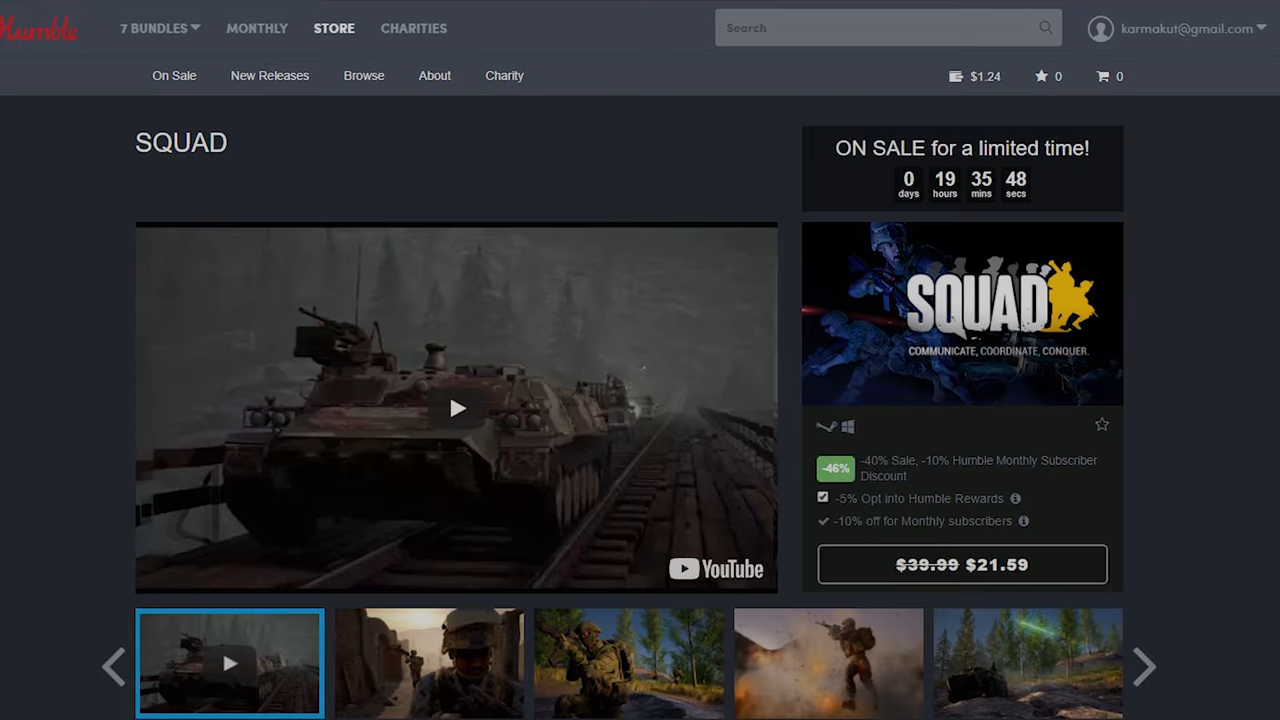 Humble
7 BUNDLES
MONTHLY
STORE
CHARITIES
Search
karmakut@gmail.com
On Sale
New Releases
Browse
About
Charity
$1.24
0
0
SQUAD
ON SALE for a limited time!
0 19 35 48
days hours mins secs
SQUAD
COMMUNICATE, COORDINATE, CONQUER.
-46%
-40% Sale, -10% Humble Monthly Subscriber
Discount
-5% Opt into Humble Rewards
-10% off for Monthly subscribers
$39.99 $21.59
YouTube